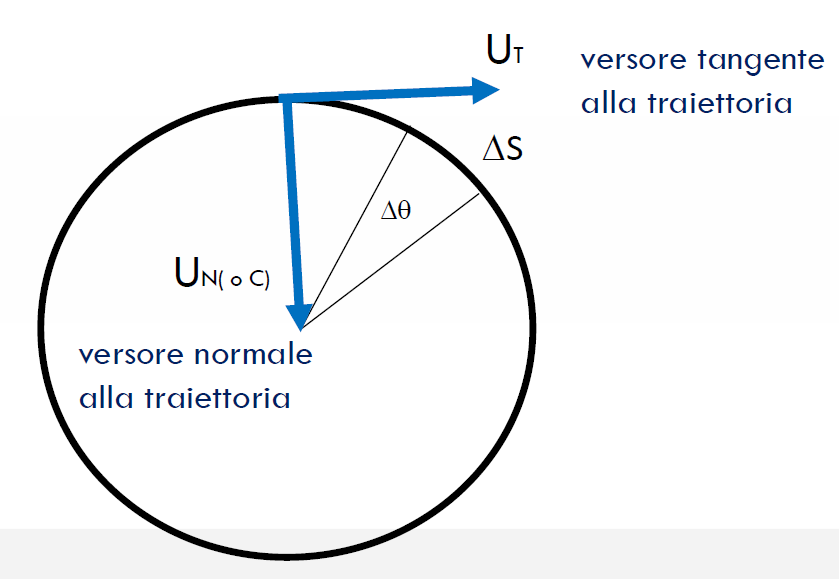 UT
versore tangente
alla traiettoria
ΔS
Δθ
UN( o C)
versore normale
alla traiettoria